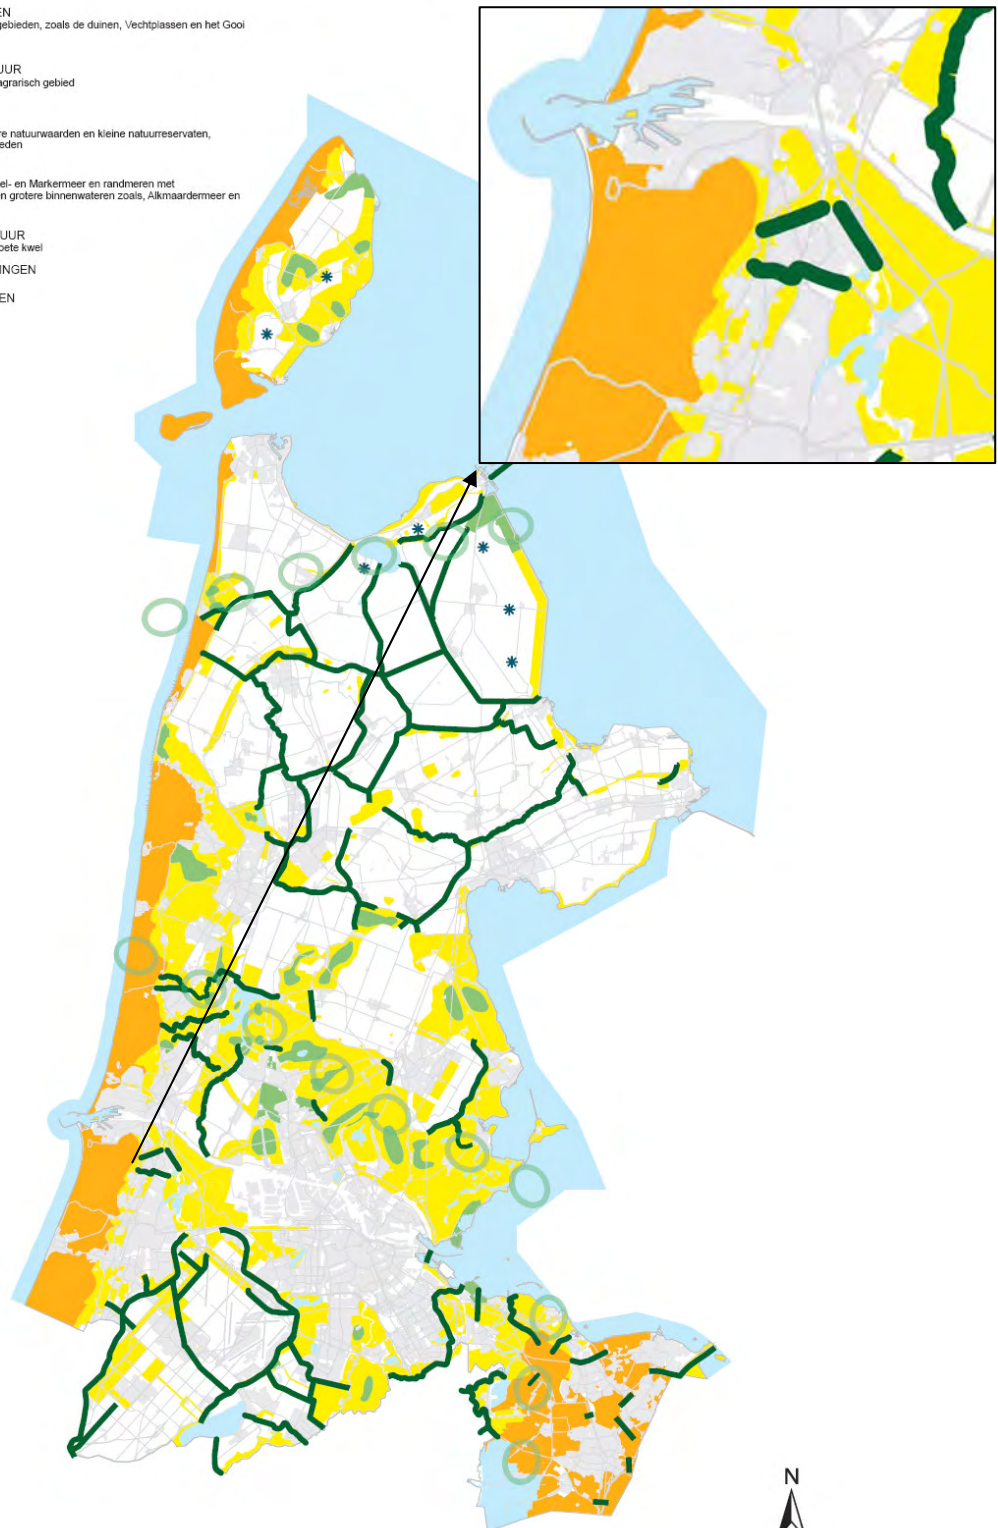 EN
gebieden, zoals de duinen, Vechtplassen en het Gooi
UUR
agrarisch gebied
re natuurwaarden en kleine natuurreservaten,
eden
el- en Markermeer en randmeren met
en grotere binnenwateren zoals, Alkmaardermeer en
UUR
oete kwel
INGEN
EN
N